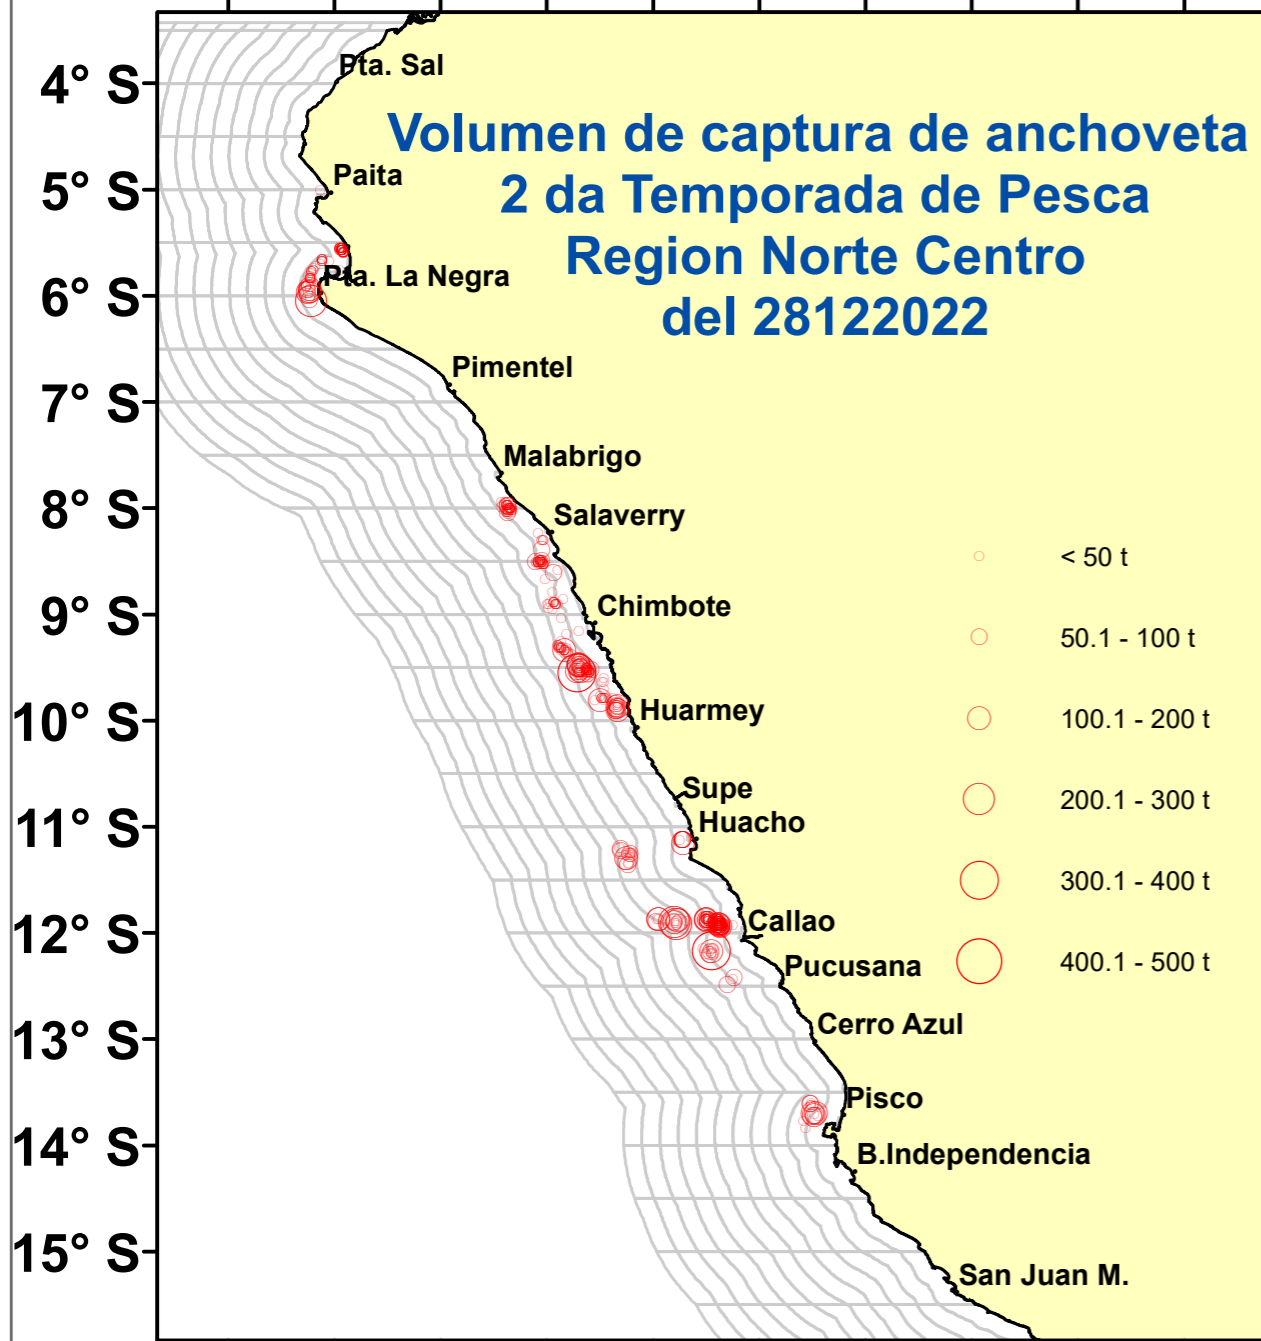 Pta. Sal
4° S
Volumen de captura de anchoveta
Paita
5° S
2 da Temporada de Pesca
Region Norte Centro
Pta. La Negra
6° S
del 28122022
Pimentel
7° S
Malabrigo
8° S
Salaverry
< 50 t
Chimbote
9° S
50.1 - 100 t
Huarmey
10° S
100.1 - 200 t
Supe
200.1 - 300 t
Huacho
11° S
300.1 - 400 t
Callao
12° S
Pucusana
400.1 - 500 t
Cerro Azul
13° S
Pisco
14° S
B.Independencia
15° S
San Juan M.